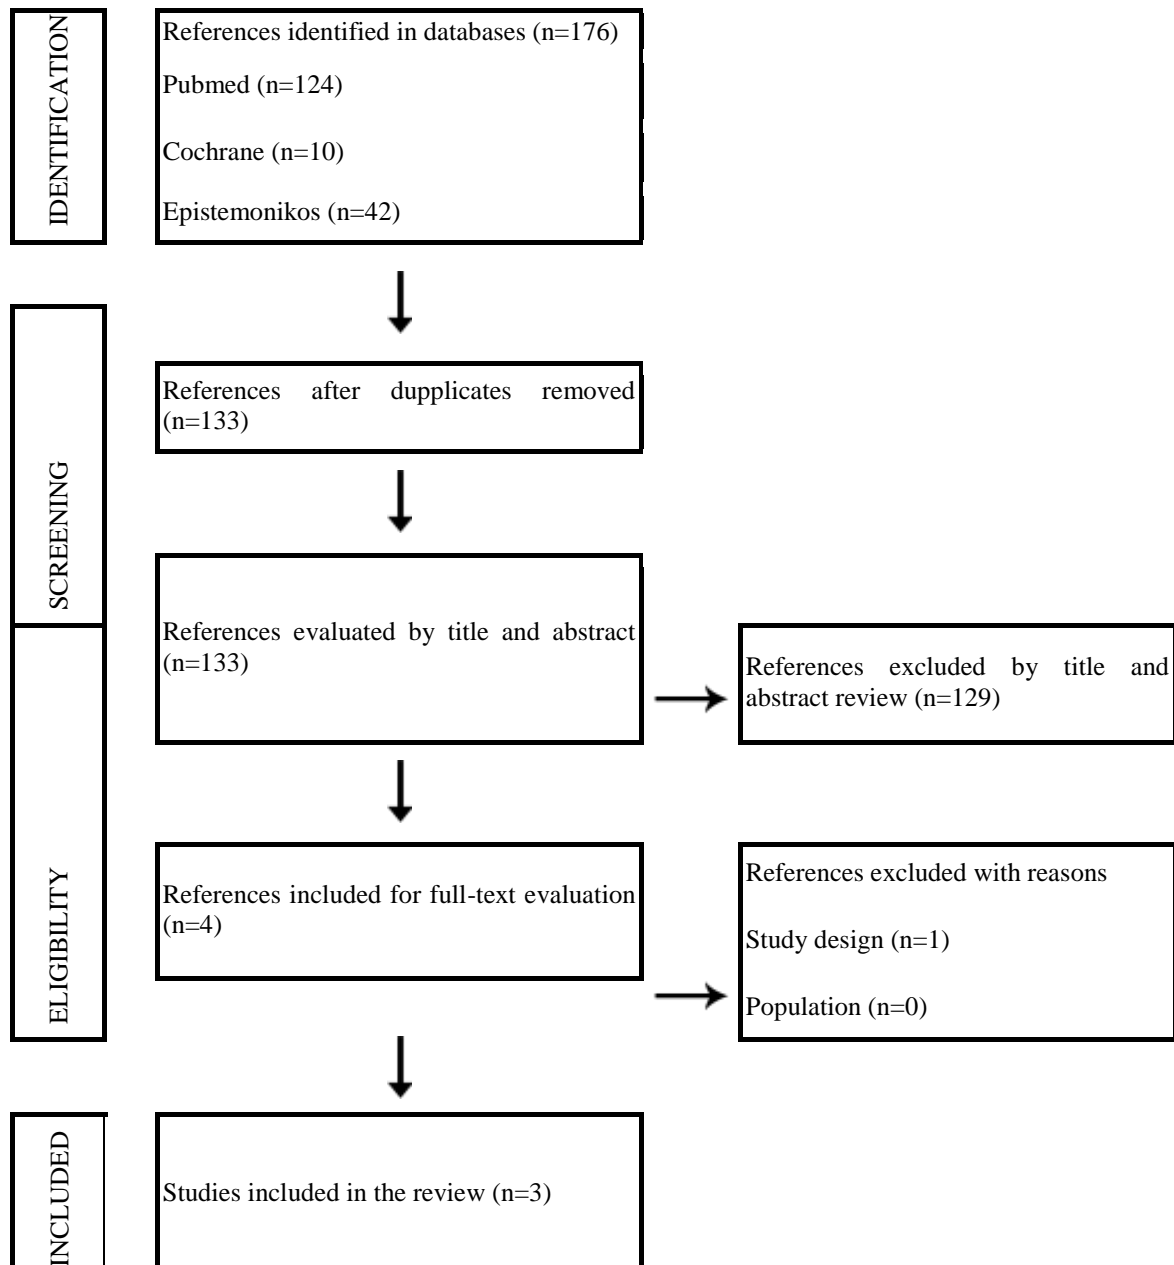 IDENTIFICATION
References identified in databases (n=176)
Pubmed (n=124)
Cochrane (n=10)
Epistemonikos (n=42)
SCREENING
References after dupplicates removed
(n=133)
References evaluated by title and abstract
(n=133)
References excluded by title and
abstract review (n=129)
ELIGIBILITY
References included for full-text evaluation
(n=4)
References excluded with reasons
Study design (n=1)
Population (n=0)
INCLUDED
Studies included in the review (n=3)